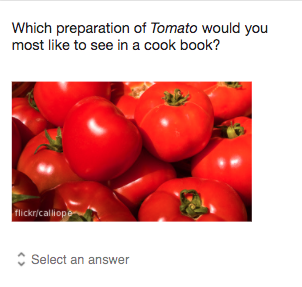 Which preparation of Tomato would you
most like to see in a cook book?
flickr/calliope
Select an answer